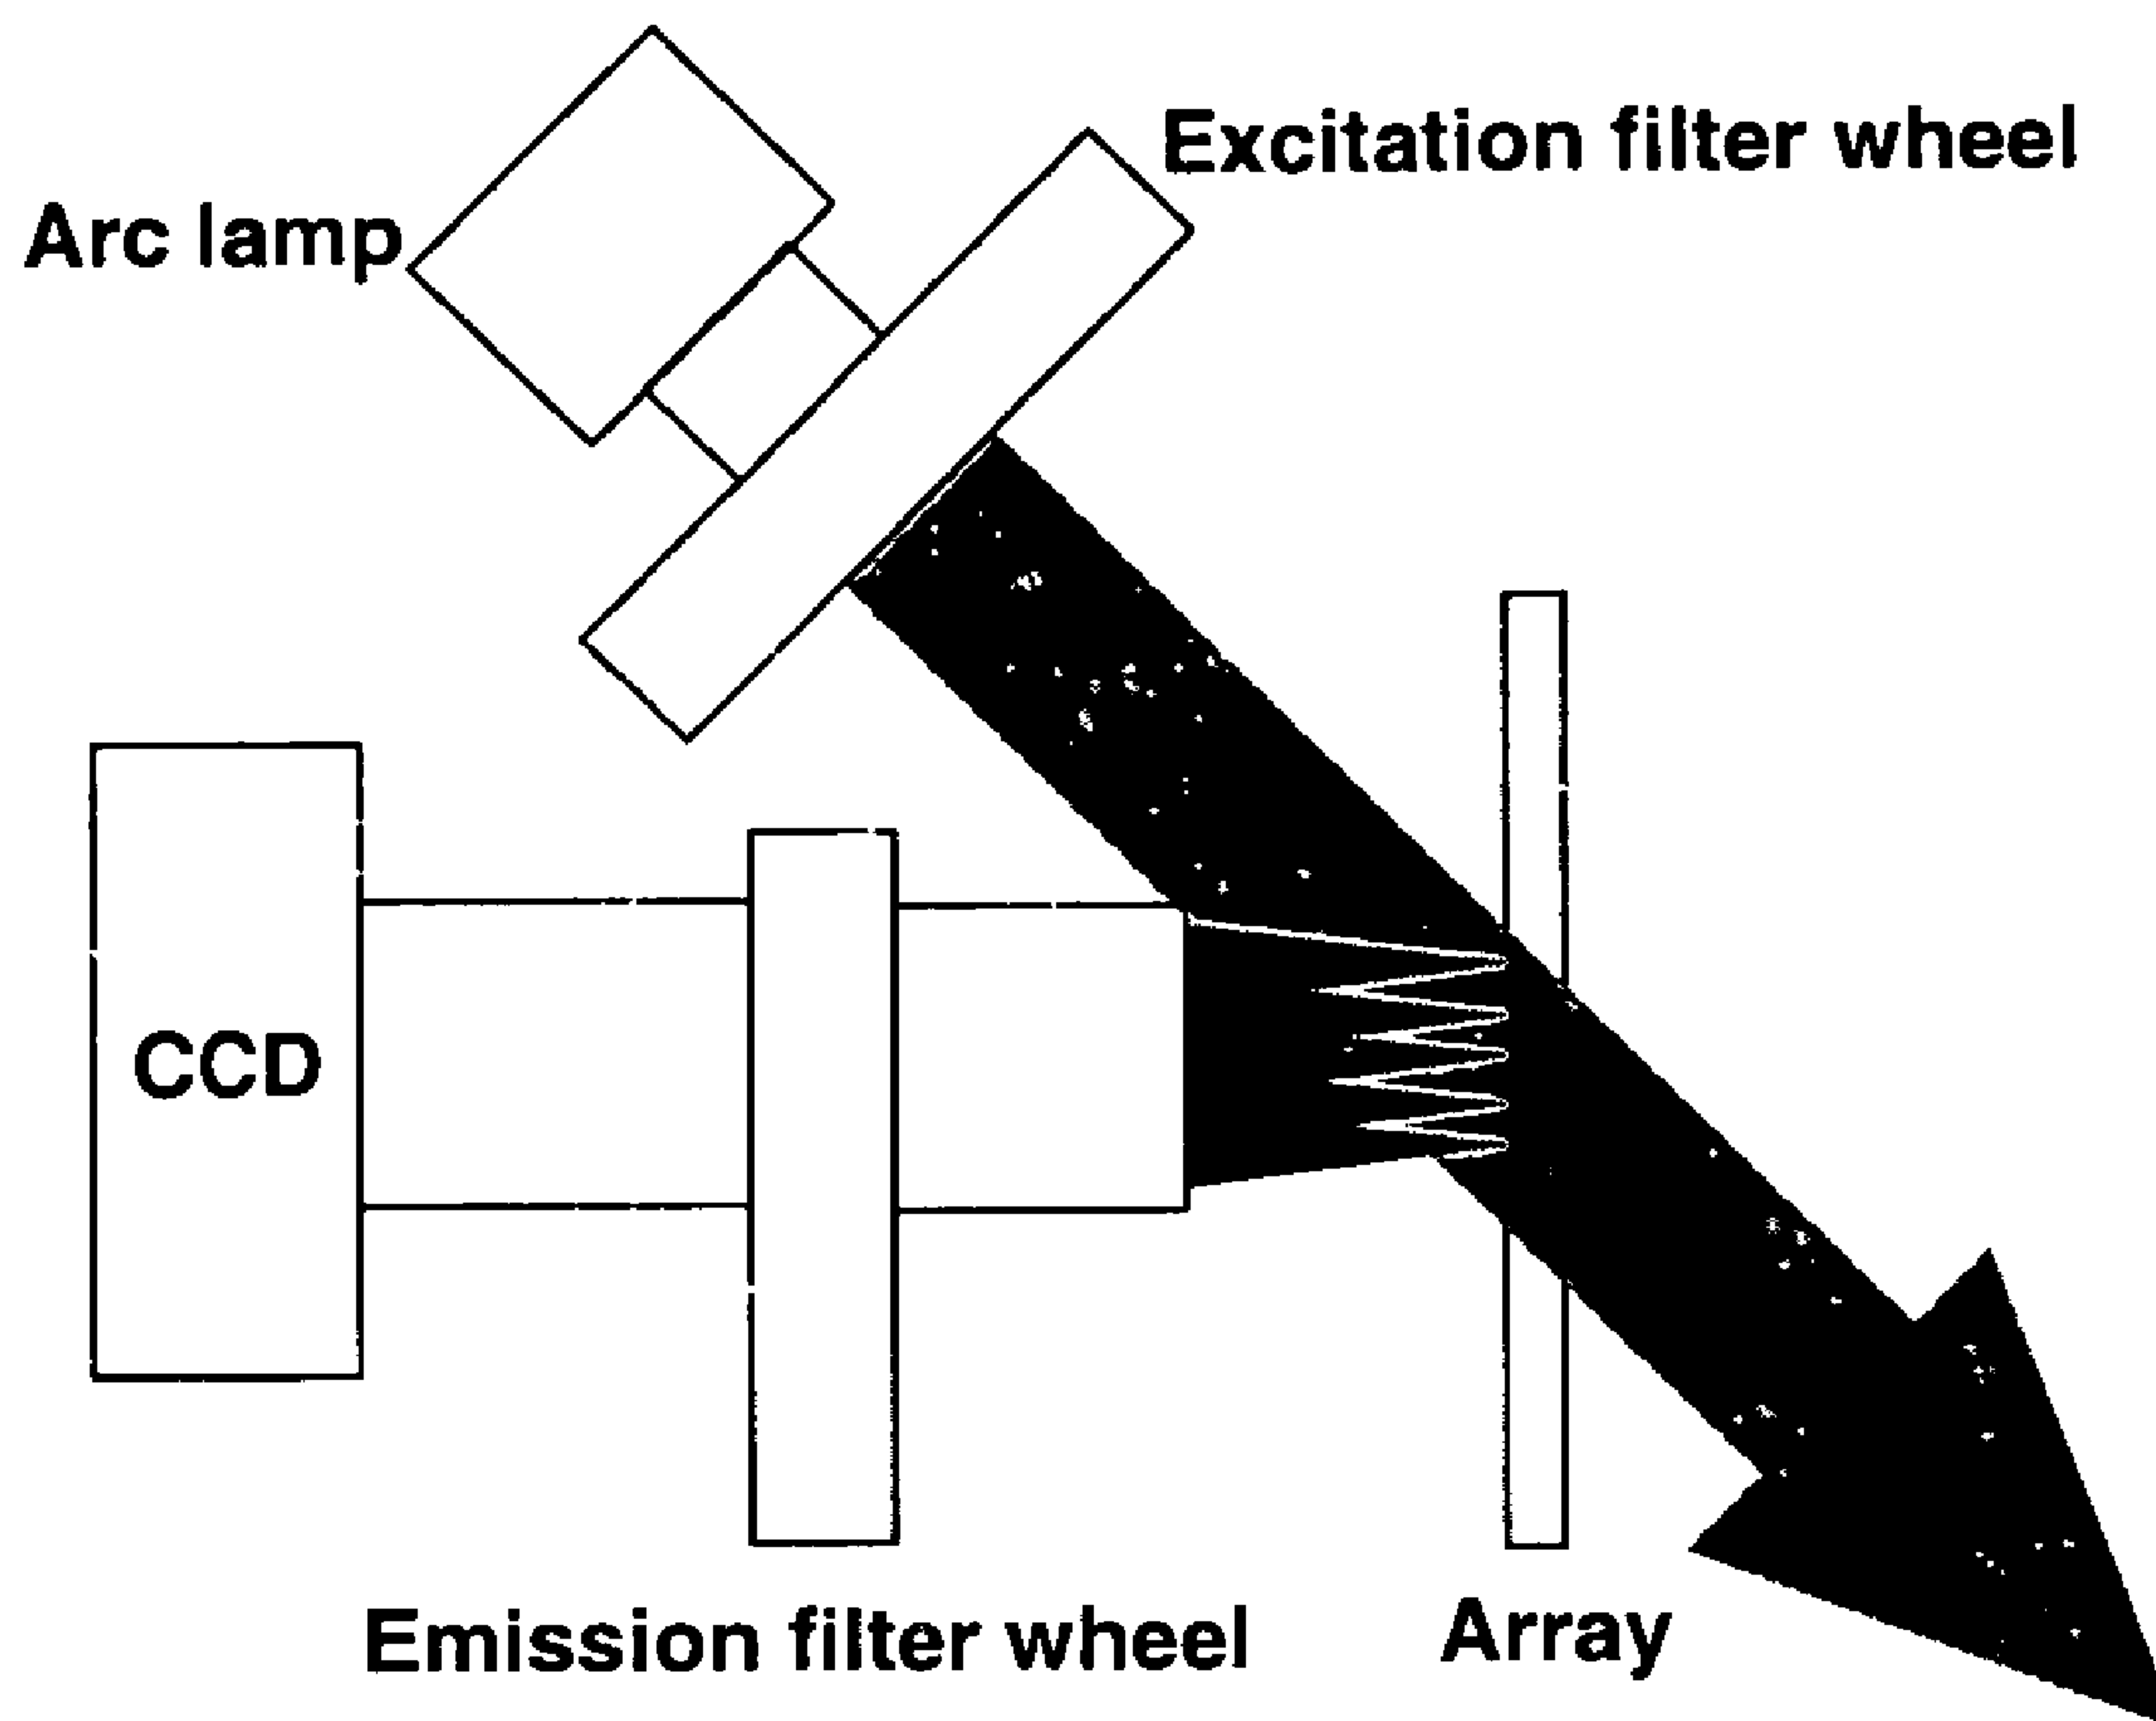 Excitation filter wheel
Arc lamp
CCD
Emission filter wheel
Array